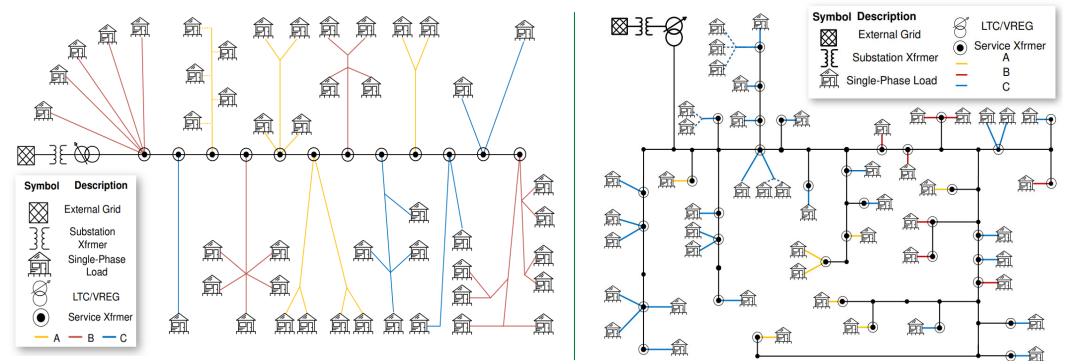 Symbol Description
External Grid
Substation
Xfrmer
Single-Phase
Load
LTC/VREG
Service Xfrmer
A B C
Symbol Description
External Grid
Substation Xfrmer
Single-Phase Load
LTC/VREG
Service Xfrmer
A
B
C